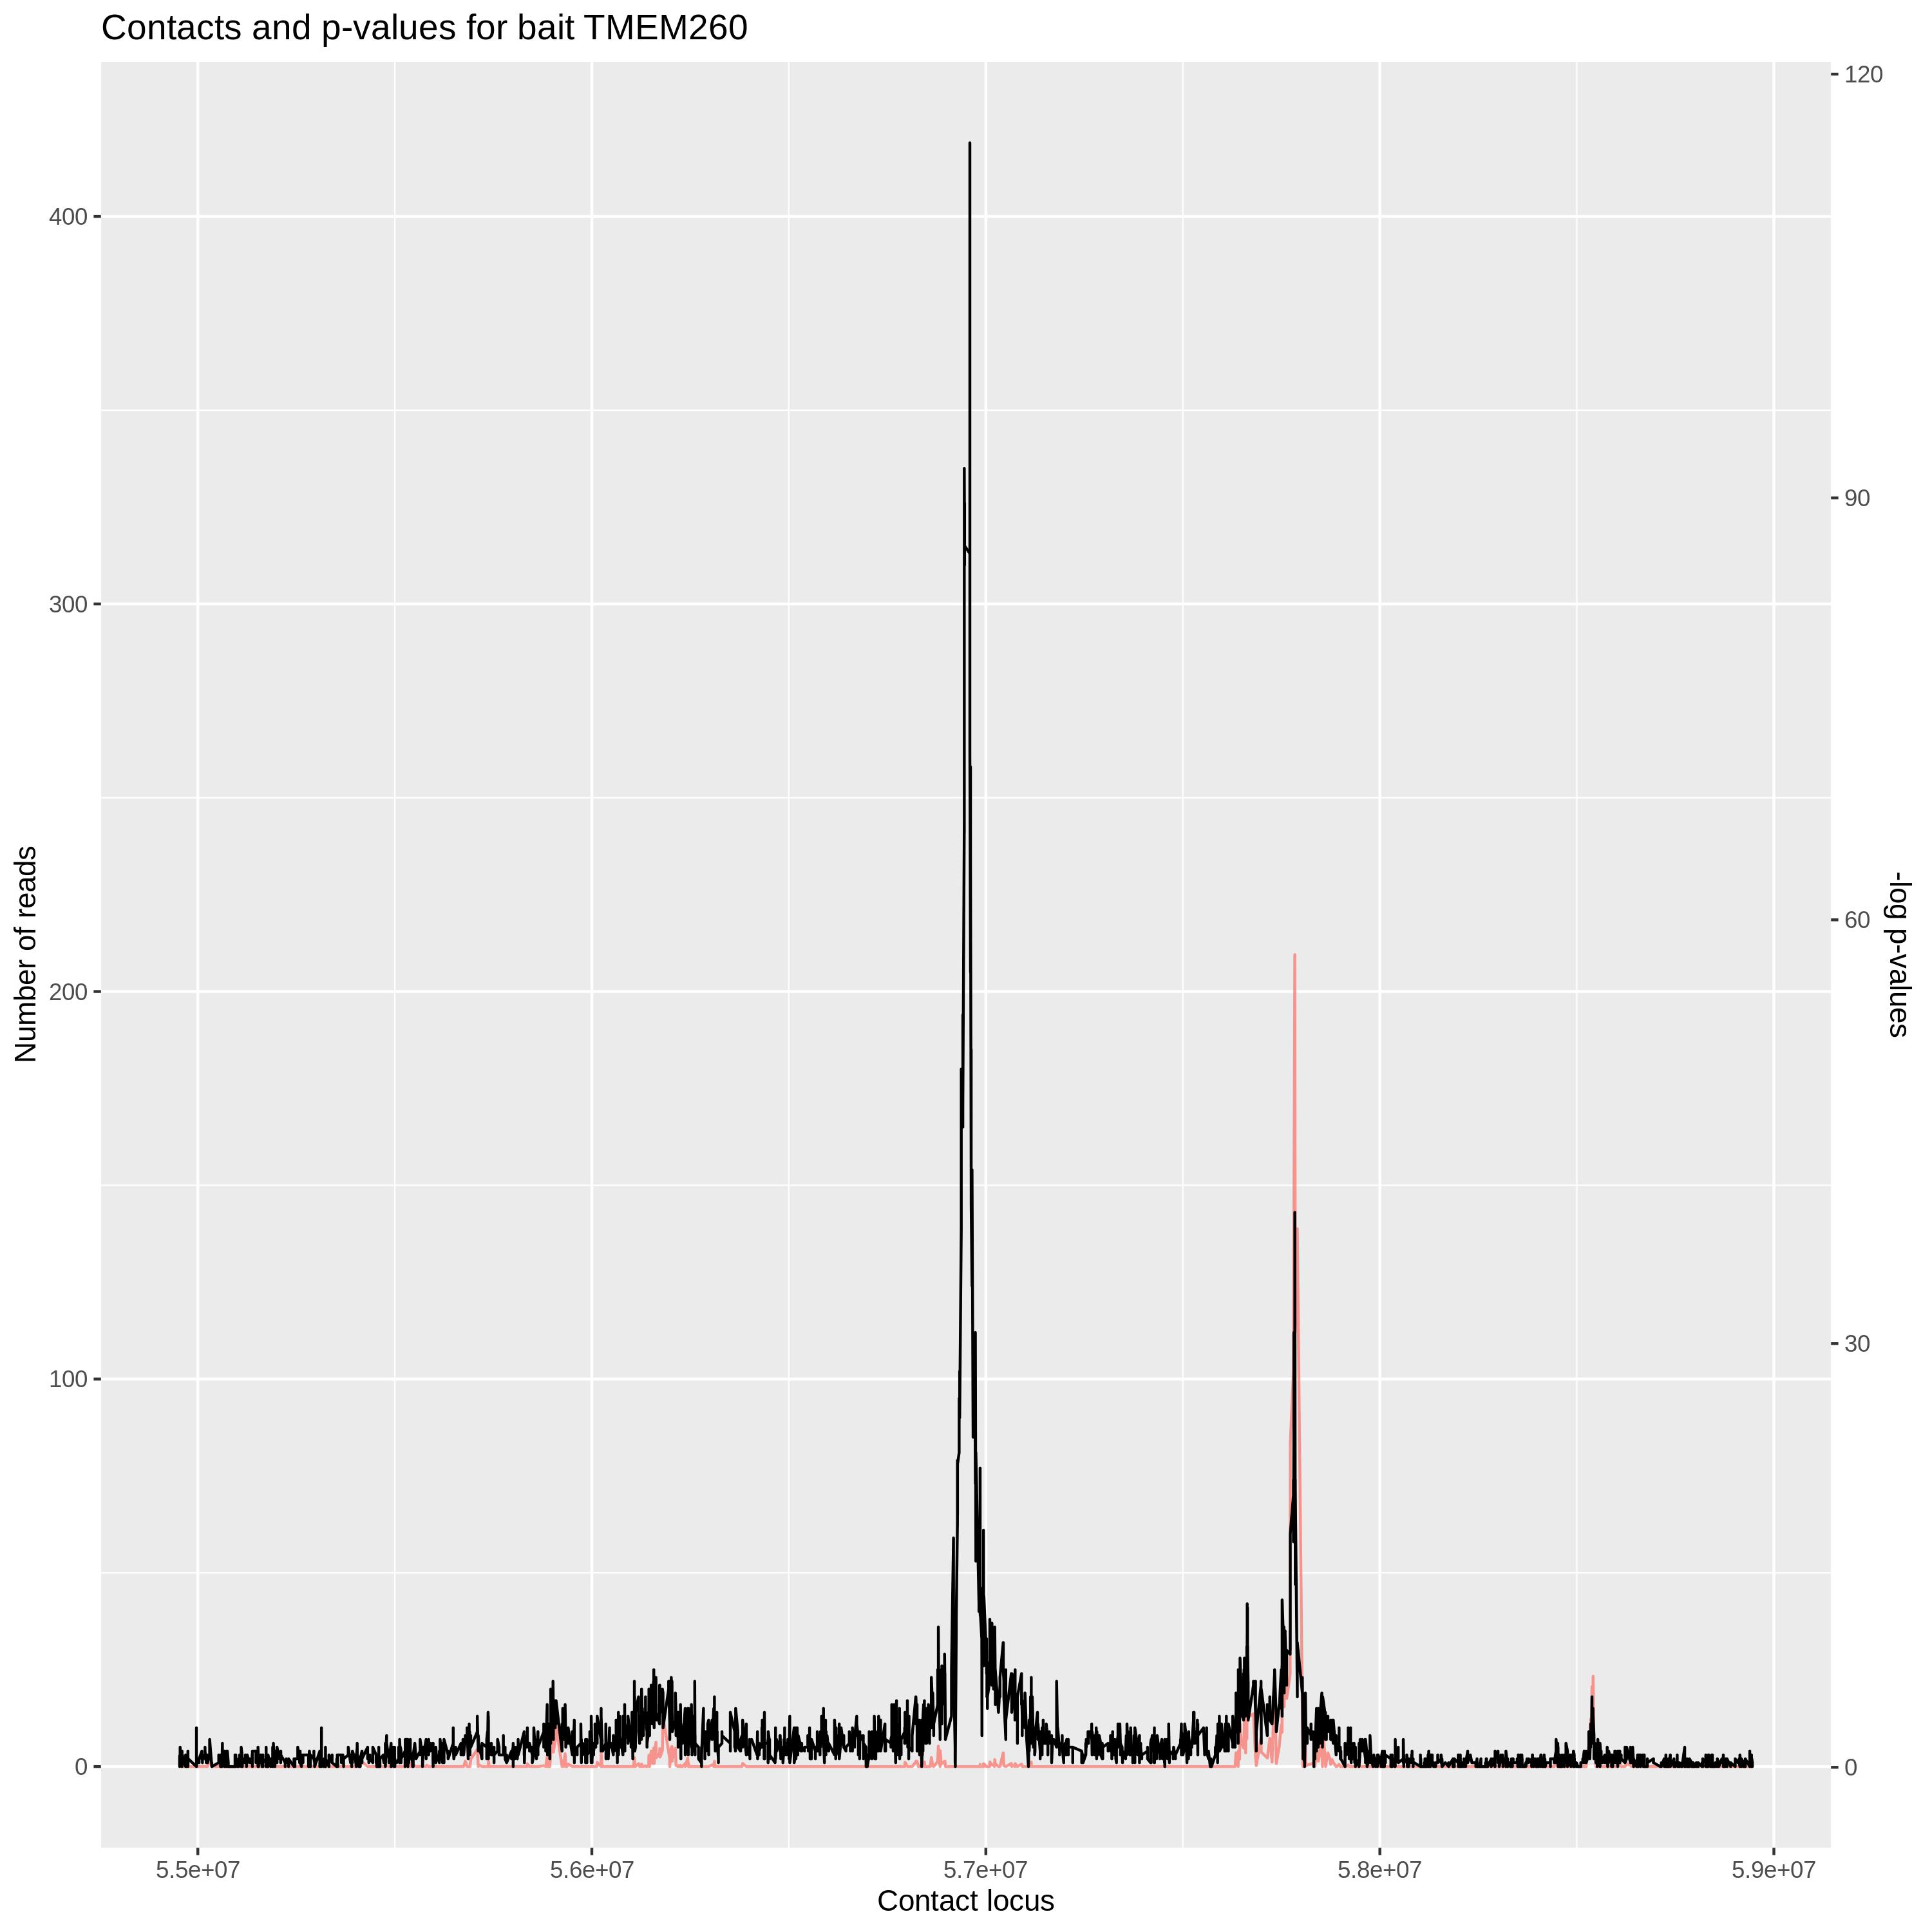 Contacts and p-values for bait TMEM260
120
400
90
300
60
200
30
100
0
0
Number of reads
-log p-values
5.5e+07
5.6e+07
5.7e+07
5.8e+07
5.9e+07
Contact locus